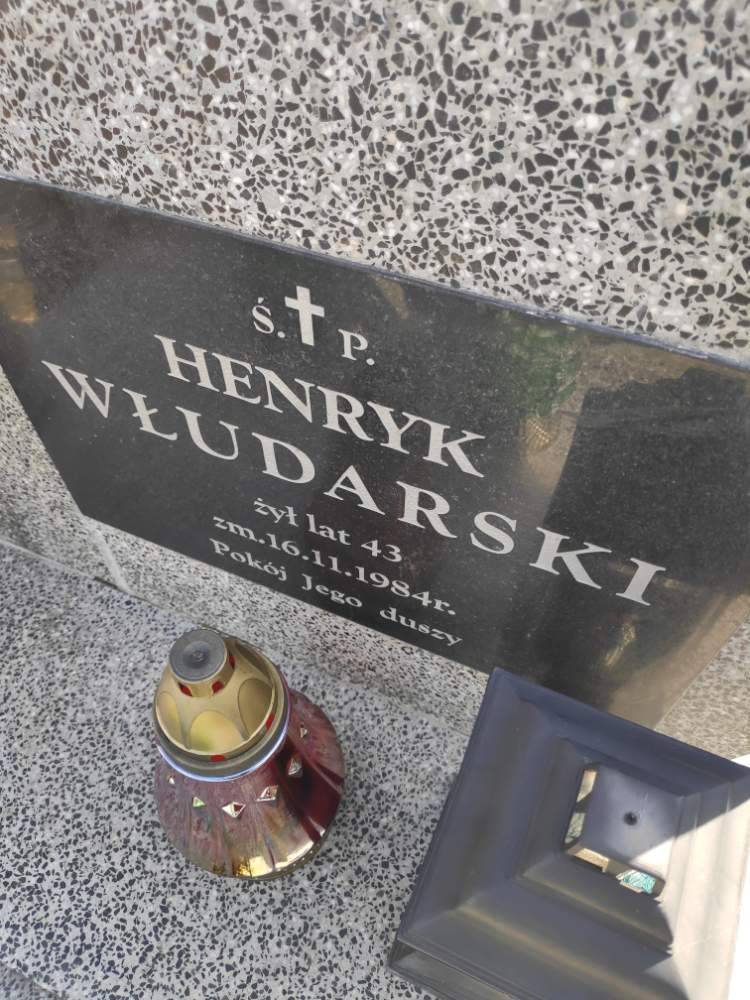 Ś. P.
HENRYK
WŁUDARSKI
żył lat 43
zm.16.11.1984r.
Pokój Jego duszy